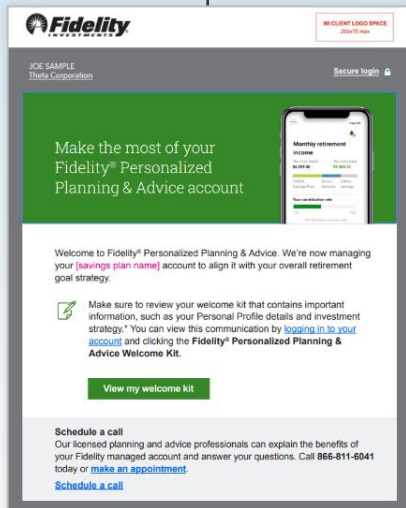 Fidelity
INVESTMENTS
WI CLIENT LOGO SPACE
200x75 max
JOE SAMPLE
Theta Corporation
Secure login
Make the most of your
Fidelity® Personalized
Planning & Advice account
Log out
Monthly retirement
income
Your contribution rate
Welcome to Fidelity® Personalized Planning & Advice. We're now managing
your [savings plan name] account to align it with your overall retirement
goal strategy.
Make sure to review your welcome kit that contains important
information, such as your Personal Profile details and investment
strategy.* You can view this communication by logging in to your
account and clicking the Fidelity® Personalized Planning &
Advice Welcome Kit.
View my welcome kit
Schedule a call
Our licensed planning and advice professionals can explain the benefits of
your Fidelity managed account and answer your questions. Call 866-811-6041
today or make an appointment.
Schedule a call